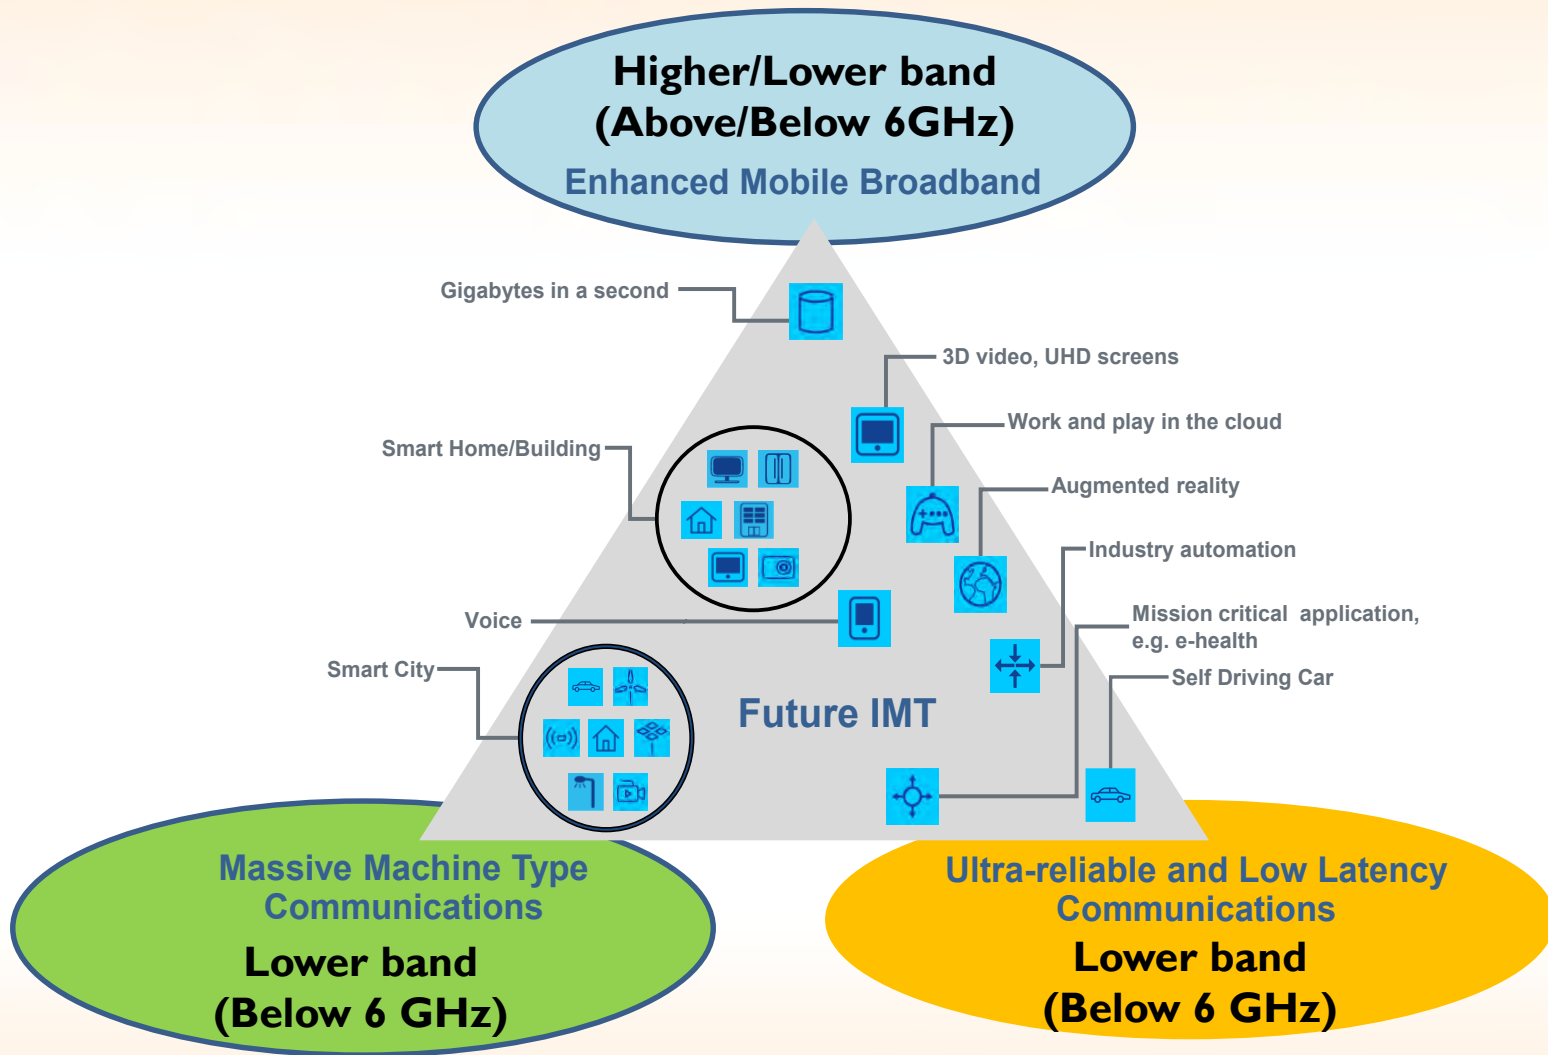 Higher/Lower band
(Above/Below 6GHz)
Enhanced Mobile Broadband
Gigabytes in a second
3D video, UHD screens
Work and play in the cloud
Smart Home/Building
Augmented reality
Industry automation
Mission critical application,
e.g. e-health
Voice
Smart City
Self Driving Car
Future IMT
Massive Machine Type
Communications
Lower band
(Below 6 GHz)
Ultra-reliable and Low Latency
Communications
Lower band
(Below 6 GHz)